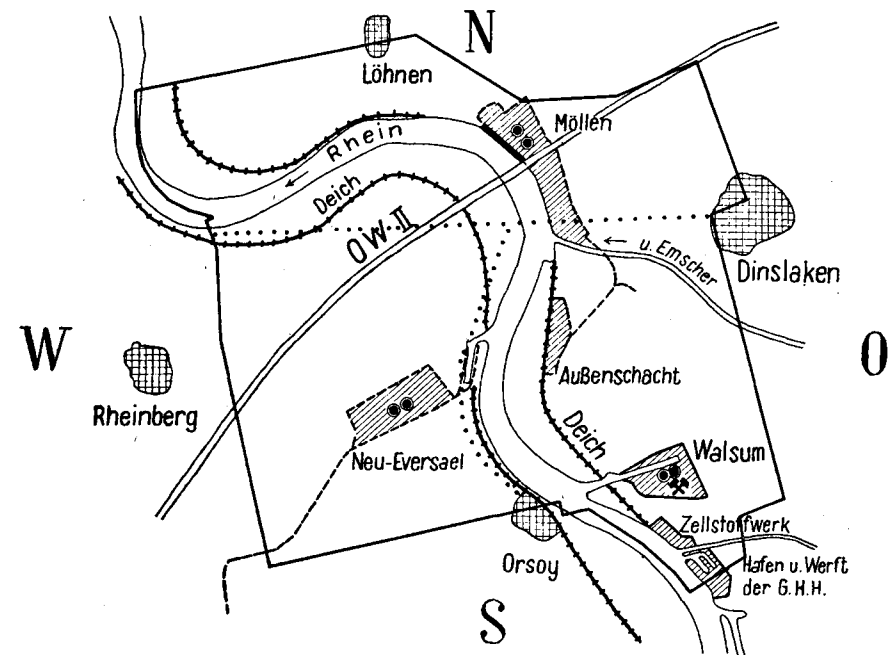 N
Löhnen
Möllen
Rhein
Deich
OW-II
u. Emscher
Dinslaken
W
O
Rheinberg
Außenschacht
Neu-Eversael
Deich
Walsum
Zellstoffwerk
Orsoy
Hafen u. Werft
der G.H.H.
S